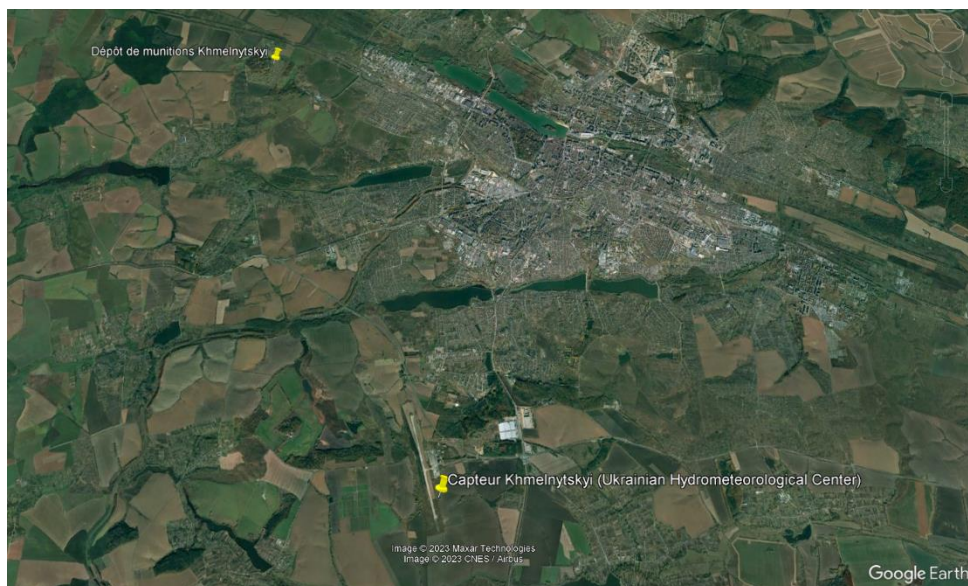 Dépôt de munitions Khmelnytskyi
Capteur Khmelnytskyi (Ukrainian Hydrometeorological Center)
Image © 2023 Maxar Technologies
Image © 2023 CNES / Airbus
Google Earth